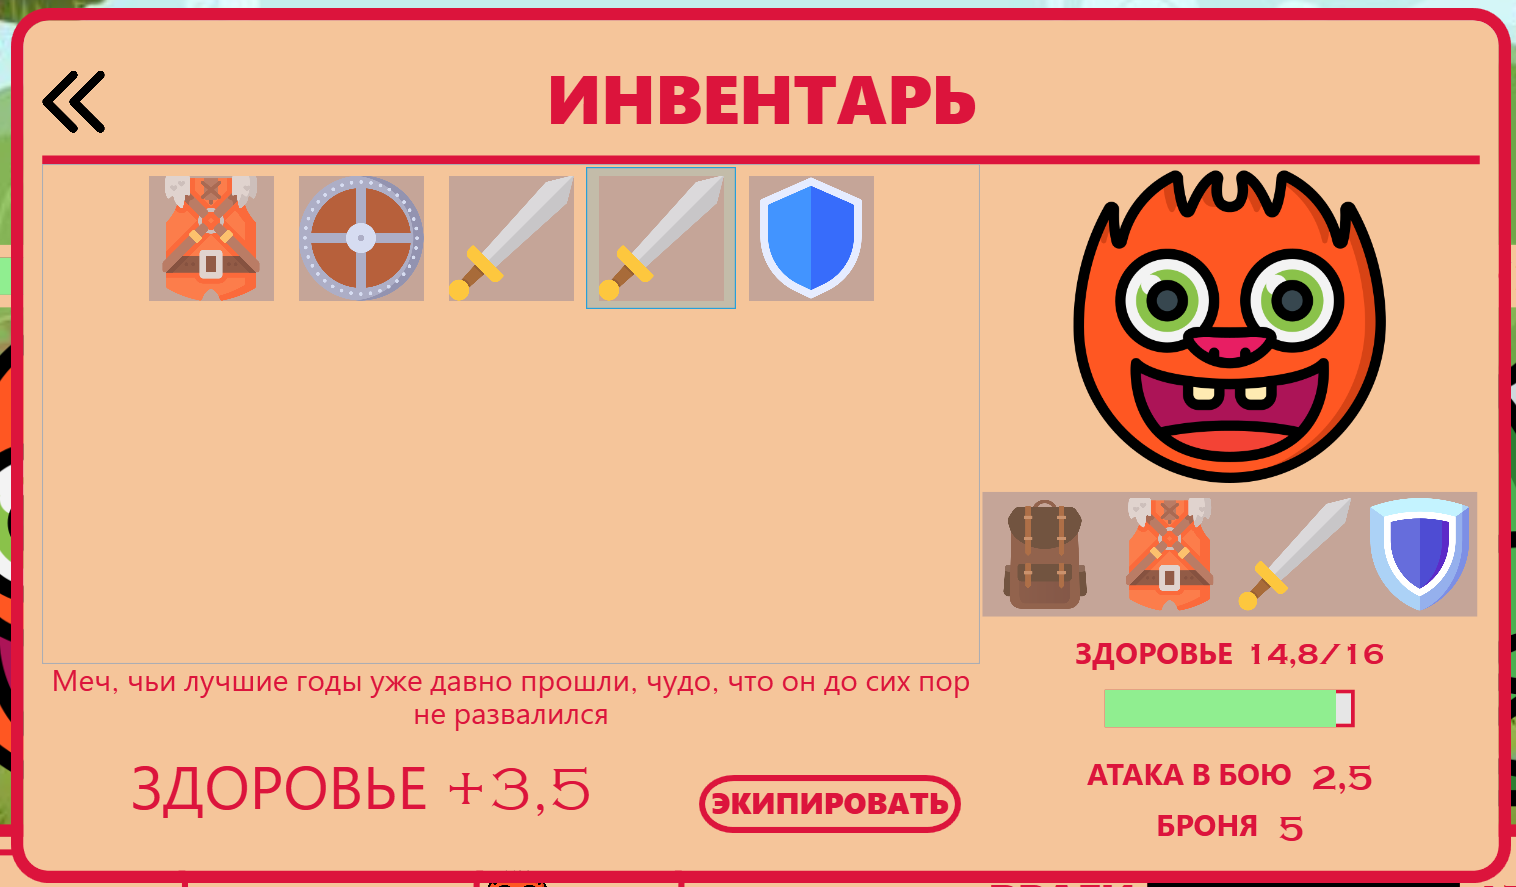 ИНВЕНТАРЬ
Меч, чьи лучшие годы уже давно прошли, чудо, что он до сих пор
не развалился
ЗДОРОВЬЕ +3,5
ЭКИПИРОВАТЬ
ЗДОРОВЬЕ 14,8/16
АТАКА В БОЮ 2,5
БРОНЯ 5